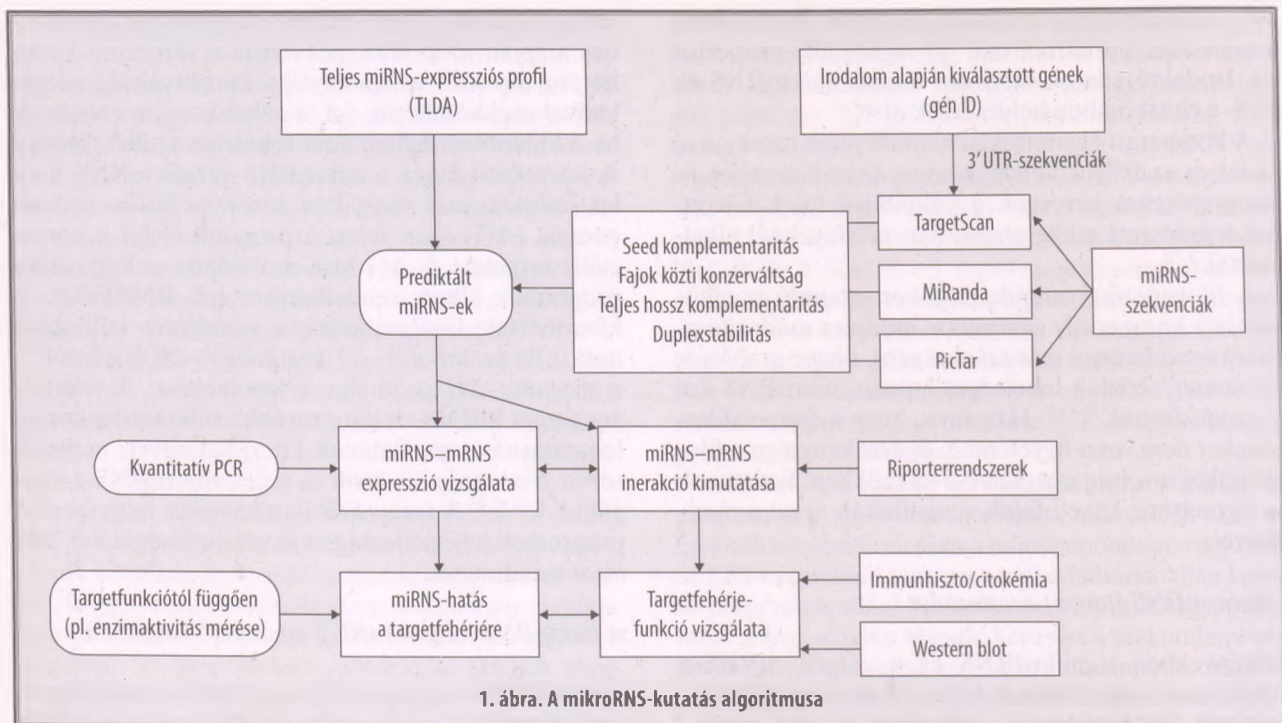 Teljes miRNS-expressziós profil
(TLDA)
Irodalom alapján kiválasztott gének
(gén ID)
3’UTR-szekvenciák
Prediktált
miRNS-ek
Seed komplementaritás
Fajok közti konzerváltság
Teljes hossz komplementaritás
Duplexstabilitás
TargetScan
MiRanda
PicTar
miRNS-
szekvenciák
Kvantitatív PCR
miRNS–mRNS
expresszió vizsgálata
miRNS–mRNS
inerakció kimutatása
Riporterrendszerek
Targetfunkciótól függően
(pl. enzimaktivitás mérése)
miRNS-hatás
a targetfehérjére
Targetfehérje-
funkció vizsgálata
Immunhiszto/citokémia
Western blot
1. ábra. A mikroRNS-kutatás algoritmusa